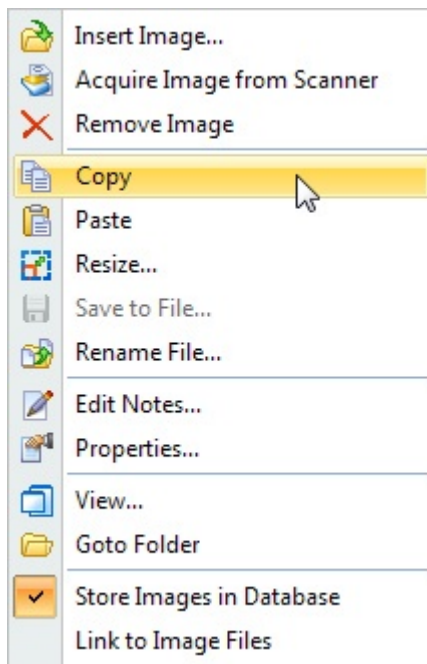 Insert Image...
Acquire Image from Scanner
Remove Image
Copy
Paste
Resize...
Save to File...
Rename File...
Edit Notes...
Properties...
View...
Goto Folder
Store Images in Database
Link to Image Files